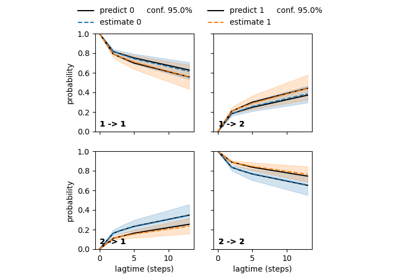 predict 0 conf. 95.0%
estimate 0
predict 1 conf. 95.0%
estimate 1
1.0
0.8
0.6
0.4
0.2
0.0
probability
1 -> 1
1 -> 2
1.0
0.8
0.6
0.4
0.2
0.0
probability
2 -> 1
2 -> 2
0 5 10
lagtime (steps)
0 5 10
lagtime (steps)